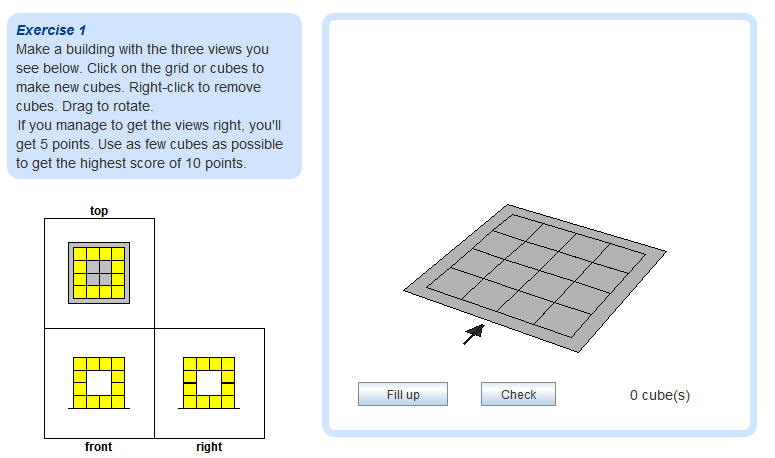 Exercise 1
Make a building with the three views you
see below. Click on the grid or cubes to
make new cubes. Right-click to remove
cubes. Drag to rotate.
If you manage to get the views right, you'll
get 5 points. Use as few cubes as possible
to get the highest score of 10 points.
top
front
right
Fill up
Check
0 cube(s)